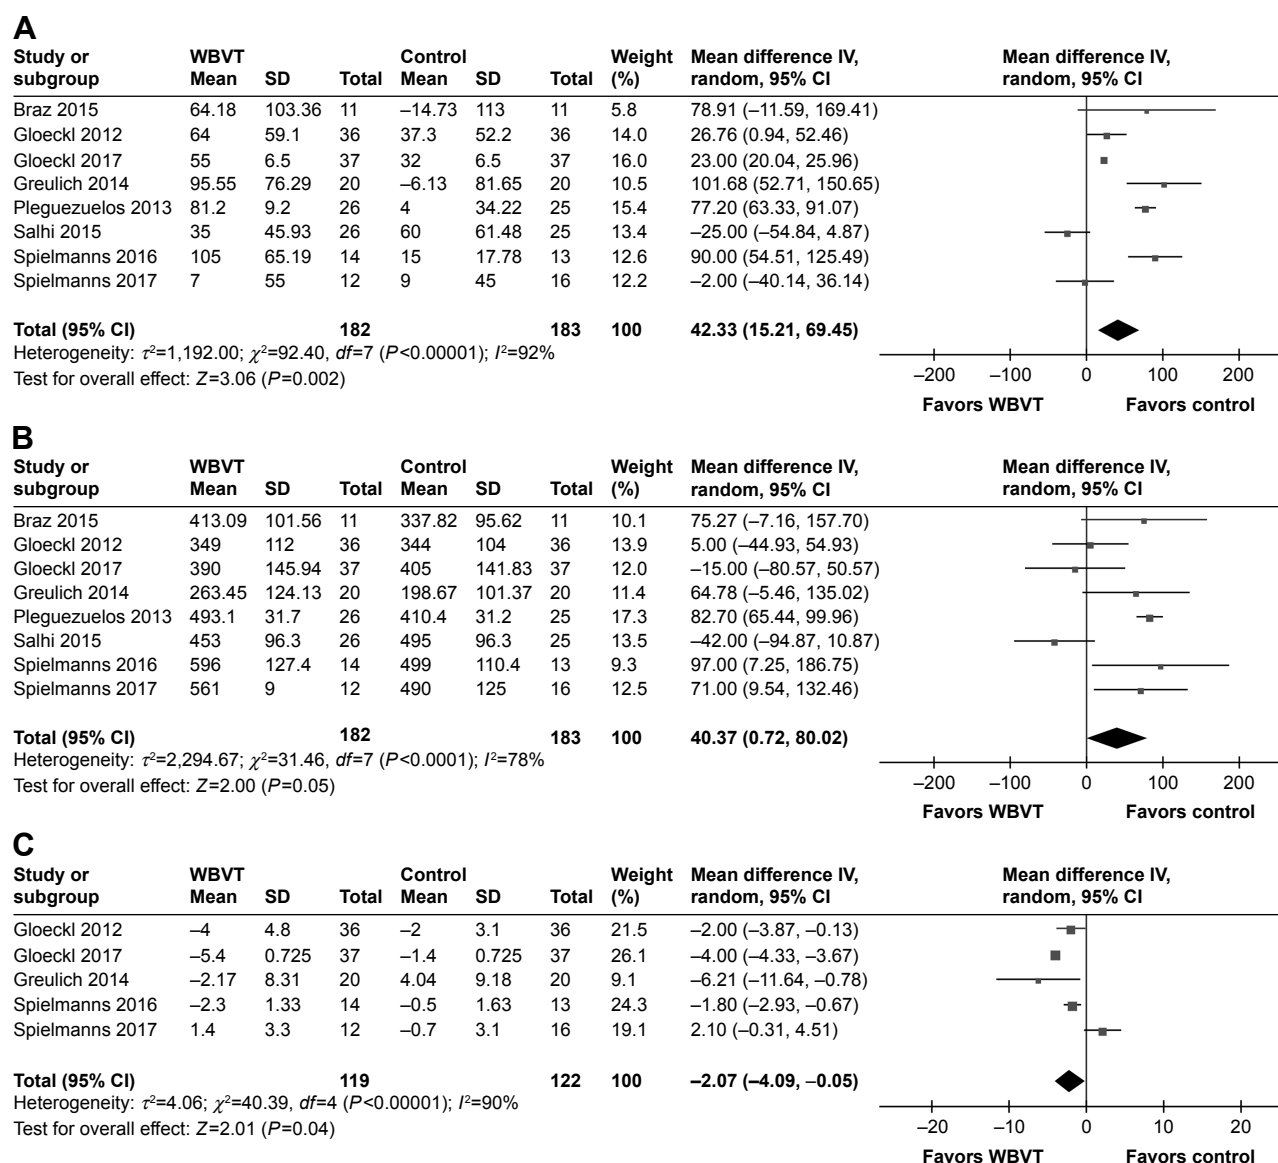 A
Study or WBVT Control Weight Mean difference IV, Mean difference IV,
subgroup Mean SD Total Mean SD Total (%) random, 95% CI random, 95% CI
Braz 2015 64.18 103.36 11 –14.73 113 11 5.8 78.91 (–11.59, 169.41)
Gloeckl 2012 64 59.1 36 37.3 52.2 36 14.0 26.76 (0.94, 52.46)
Gloeckl 2017 55 6.5 37 32 6.5 37 16.0 23.00 (20.04, 25.96)
Greulich 2014 95.55 76.29 20 –6.13 81.65 20 10.5 101.68 (52.71, 150.65)
Pleguezuelos 2013 81.2 9.2 26 4 34.22 25 15.4 77.20 (63.33, 91.07)
Salhi 2015 35 45.93 26 60 61.48 25 13.4 –25.00 (–54.84, 4.87)
Spielmanns 2016 105 65.19 14 15 17.78 13 12.6 90.00 (54.51, 125.49)
Spielmanns 2017 7 55 12 9 45 16 12.2 –2.00 (–40.14, 36.14)
Total (95% CI) 182 183 100 42.33 (15.21, 69.45)
Heterogeneity: τ²=1,192.00; χ²=92.40, df=7 (P<0.00001); I²=92%
Test for overall effect: Z=3.06 (P=0.002)
–200 –100 0 100 200
Favors WBVT Favors control
B
Study or WBVT Control Weight Mean difference IV, Mean difference IV,
subgroup Mean SD Total Mean SD Total (%) random, 95% CI random, 95% CI
Braz 2015 413.09 101.56 11 337.82 95.62 11 10.1 75.27 (–7.16, 157.70)
Gloeckl 2012 349 112 36 344 104 36 13.9 5.00 (–44.93, 54.93)
Gloeckl 2017 390 145.94 37 405 141.83 37 12.0 –15.00 (–80.57, 50.57)
Greulich 2014 263.45 124.13 20 198.67 101.37 20 11.4 64.78 (–5.46, 135.02)
Pleguezuelos 2013 493.1 31.7 26 410.4 31.2 25 17.3 82.70 (65.44, 99.96)
Salhi 2015 453 96.3 26 495 96.3 25 13.5 –42.00 (–94.87, 10.87)
Spielmanns 2016 596 127.4 14 499 110.4 13 9.3 97.00 (7.25, 186.75)
Spielmanns 2017 561 9 12 490 125 16 12.5 71.00 (9.54, 132.46)
Total (95% CI) 182 183 100 40.37 (0.72, 80.02)
Heterogeneity: τ²=2,294.67; χ²=31.46, df=7 (P<0.0001); I²=78%
Test for overall effect: Z=2.00 (P=0.05)
–200 –100 0 100 200
Favors WBVT Favors control
C
Study or WBVT Control Weight Mean difference IV, Mean difference IV,
subgroup Mean SD Total Mean SD Total (%) random, 95% CI random, 95% CI
Gloeckl 2012 –4 4.8 36 –2 3.1 36 21.5 –2.00 (–3.87, –0.13)
Gloeckl 2017 –5.4 0.725 37 –1.4 0.725 37 26.1 –4.00 (–4.33, –3.67)
Greulich 2014 –2.17 8.31 20 4.04 9.18 20 9.1 –6.21 (–11.64, –0.78)
Spielmanns 2016 –2.3 1.33 14 –0.5 1.63 13 24.3 –1.80 (–2.93, –0.67)
Spielmanns 2017 1.4 3.3 12 –0.7 3.1 16 19.1 2.10 (–0.31, 4.51)
Total (95% CI) 119 122 100 –2.07 (–4.09, –0.05)
Heterogeneity: τ²=4.06; χ²=40.39, df=4 (P<0.00001); I²=90%
Test for overall effect: Z=2.01 (P=0.04)
–20 –10 0 10 20
Favors WBVT Favors control